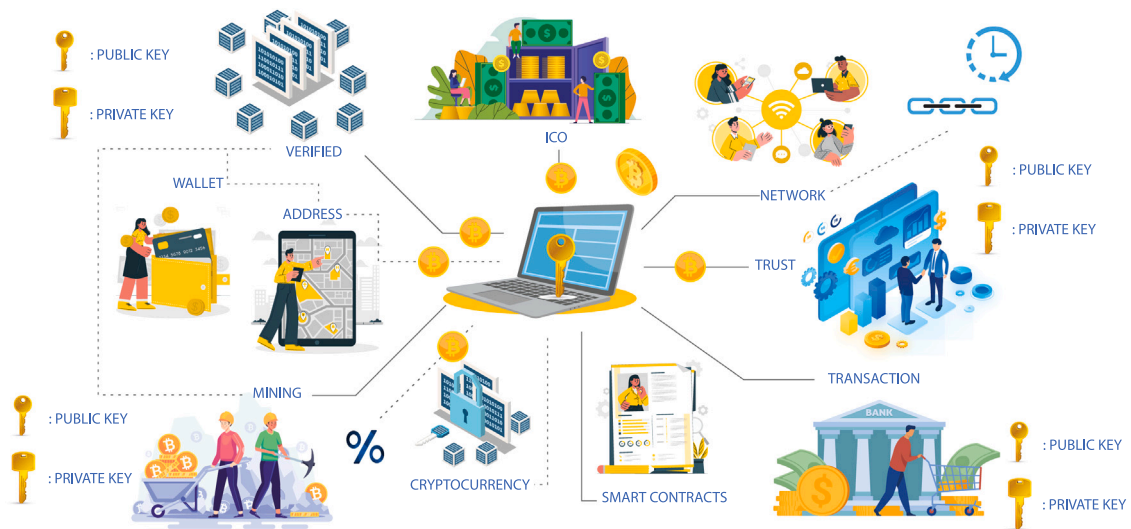 : PUBLIC KEY
: PRIVATE KEY
VERIFIED
ICO
NETWORK
: PUBLIC KEY
: PRIVATE KEY
WALLET
ADDRESS
TRUST
MINING
TRANSACTION
: PUBLIC KEY
: PRIVATE KEY
%
CRYPTOCURRENCY
SMART CONTRACTS
BANK
: PUBLIC KEY
: PRIVATE KEY